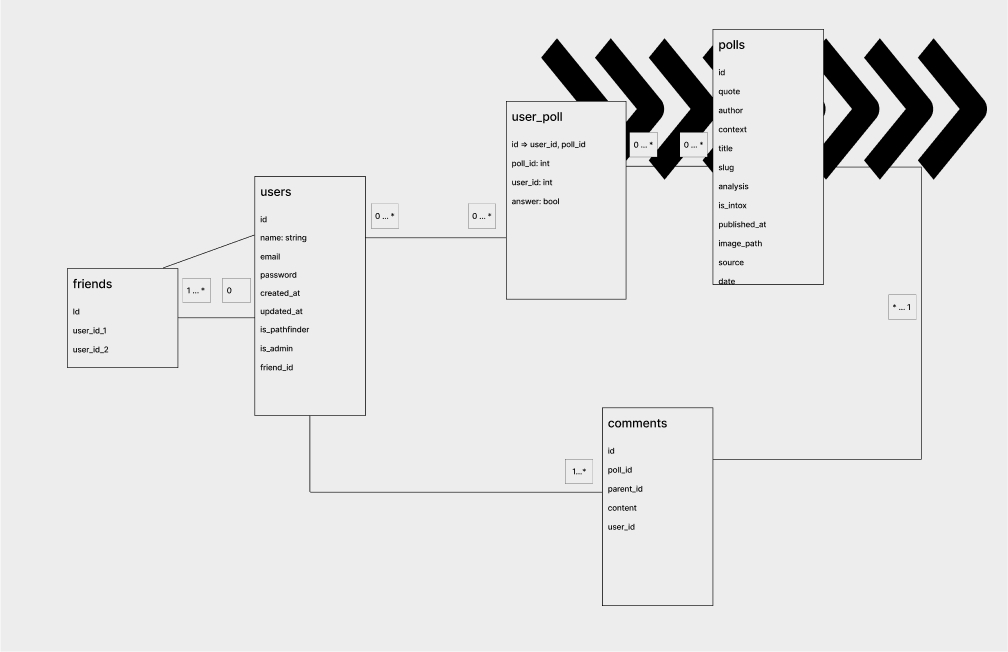 polls
id
quote
author
context
title
slug
analysis
is_intox
published_at
image_path
source
date
user_poll
id => user_id, poll_id
poll_id: int
user_id: int
answer: bool
0 ... *
0 ... *
users
id
name: string
email
password
created_at
updated_at
is_pathfinder
is_admin
friend_id
0 ... *
0 ... *
friends
Id
user_id_1
user_id_2
1 ... *
0
* ... 1
comments
id
poll_id
parent_id
content
user_id
1...*